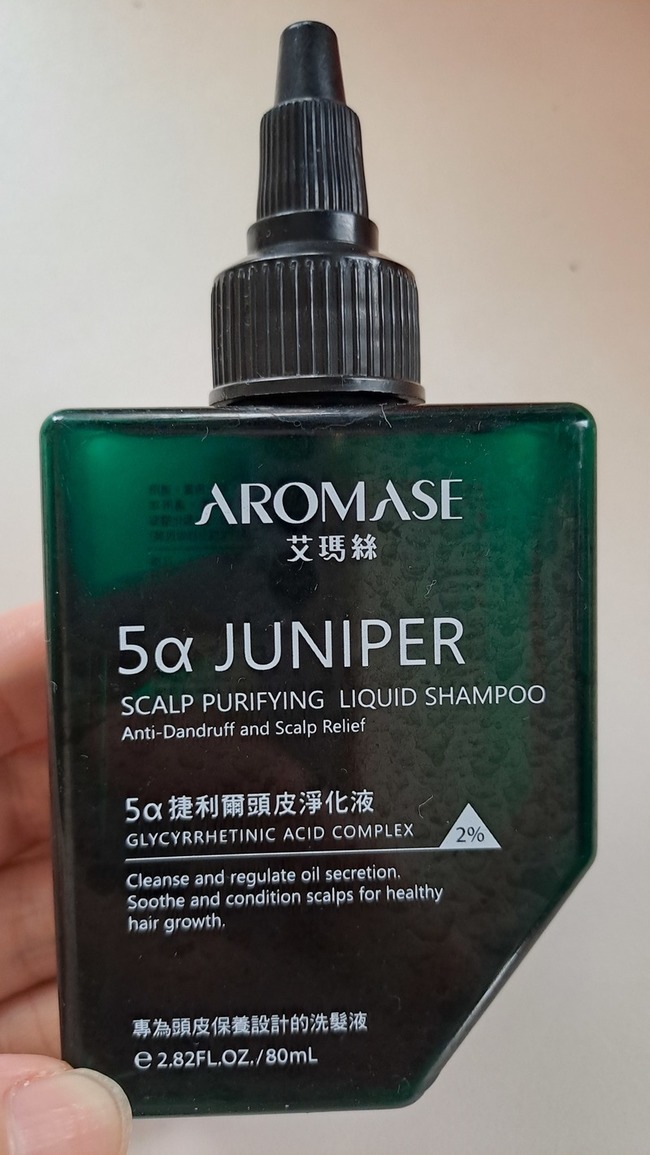 AROMASE
艾瑪絲
5α JUNIPER
SCALP PURIFYING LIQUID SHAMPOO
Anti-Dandruff and Scalp Relief
5α捷利爾頭皮淨化液
GLYCYRRHETINIC ACID COMPLEX 2%
Cleanse and regulate oil secretion.
Soothe and condition scalps for healthy
hair growth.
專為頭皮保養設計的洗髮液
℮ 2.82FL.OZ./80mL